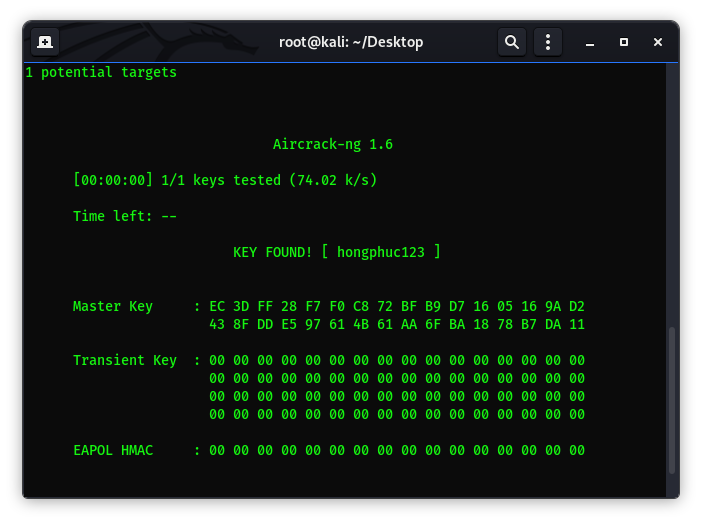 root@kali: ~/Desktop
1 potential targets
Aircrack-ng 1.6
[00:00:00] 1/1 keys tested (74.02 k/s)
Time left: --
KEY FOUND! [ hongphuc123 ]
Master Key     : EC 3D FF 28 F7 F0 C8 72 BF B9 D7 16 05 16 9A D2
43 8F DD E5 97 61 4B 61 AA 6F BA 18 78 B7 DA 11
Transient Key  : 00 00 00 00 00 00 00 00 00 00 00 00 00 00 00 00
00 00 00 00 00 00 00 00 00 00 00 00 00 00 00 00
00 00 00 00 00 00 00 00 00 00 00 00 00 00 00 00
00 00 00 00 00 00 00 00 00 00 00 00 00 00 00 00
EAPOL HMAC     : 00 00 00 00 00 00 00 00 00 00 00 00 00 00 00 00